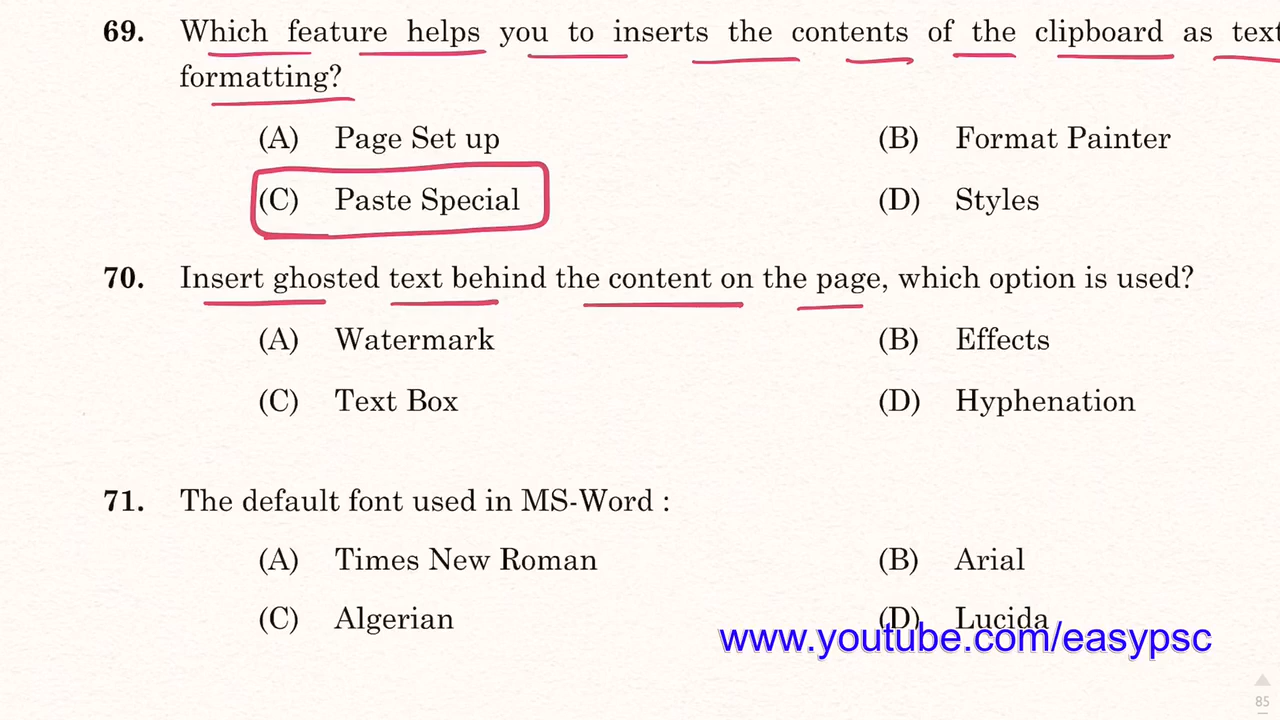 69. Which feature helps you to inserts the contents of the clipboard as text
formatting?
(A) Page Set up (B) Format Painter
(C) Paste Special (D) Styles
70. Insert ghosted text behind the content on the page, which option is used?
(A) Watermark (B) Effects
(C) Text Box (D) Hyphenation
71. The default font used in MS-Word :
(A) Times New Roman (B) Arial
(C) Algerian (D) Lucida
www.youtube.com/easypsc
85